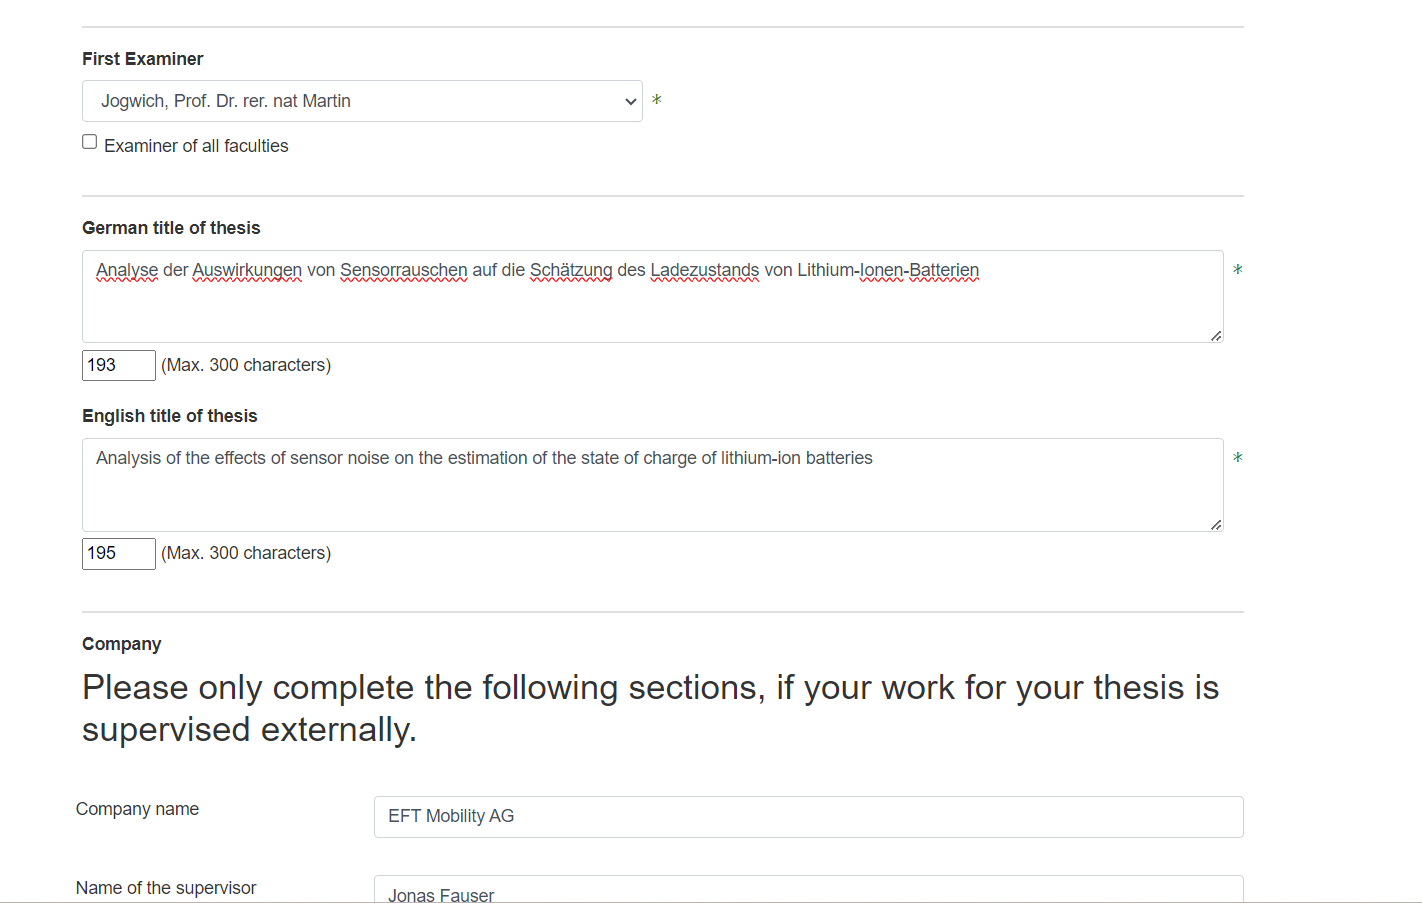 First Examiner
Jogwich, Prof. Dr. rer. nat Martin
*
Examiner of all faculties
German title of thesis
Analyse der Auswirkungen von Sensorrauschen auf die Schätzung des Ladezustands von Lithium-Ionen-Batterien
*
193 (Max. 300 characters)
English title of thesis
Analysis of the effects of sensor noise on the estimation of the state of charge of lithium-ion batteries
*
195 (Max. 300 characters)
Company
Please only complete the following sections, if your work for your thesis is
supervised externally.
Company name
EFT Mobility AG
Name of the supervisor
Jonas Fauser